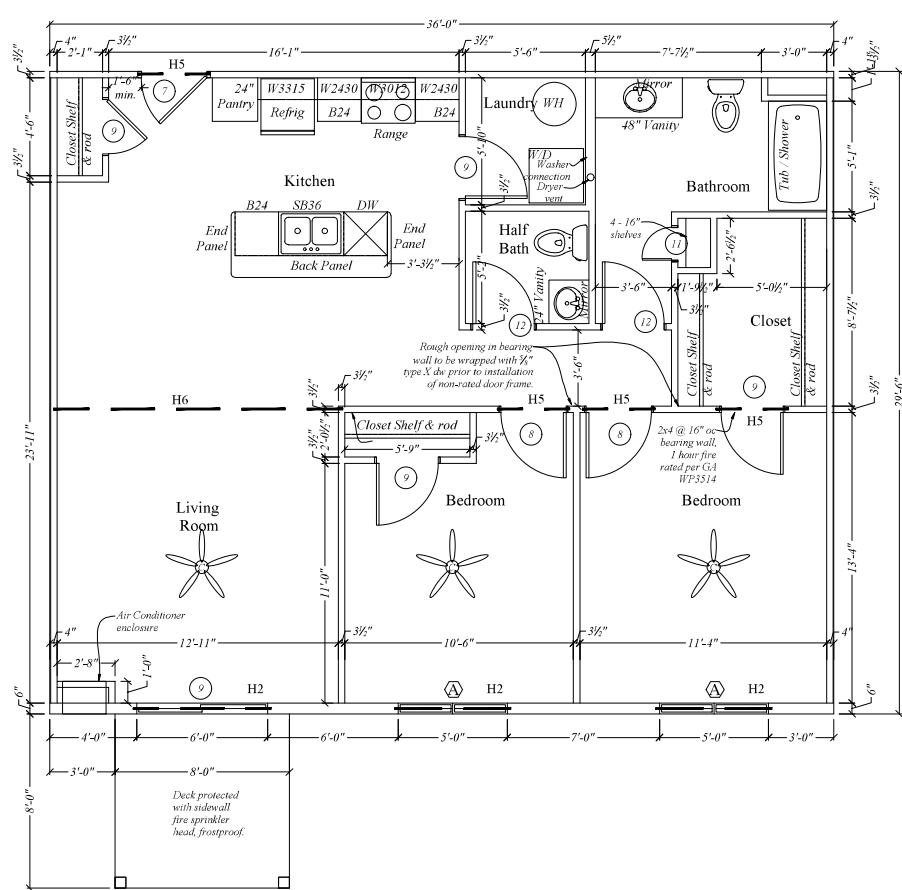 36'-0"
4" 3½" 3½" 5½" 4"
2'-1" 16'-1" 5'-6" 7'-7½" 3'-0"
3½" 3½"
H5
1'-6"
min.
7
9
Closet Shelf
& rod
4'-6"
3½"
24"
Pantry
W3315
Refrig
W2430
B24
W3012
Range
W2430
B24
Laundry
WH
5'-10"
W/D
Washer
connection
Dryer
vent
9
3½"
Mirror
48" Vanity
Bathroom
Tub / Shower
5'-1"
3½"
Kitchen
B24 SB36 DW
End
Panel
End
Panel
Back Panel
3'-3½"
Half
Bath
5'-2"
24" Vanity
Mirror
3½"
12
4 - 16"
shelves
11
2'-6½"
3'-6" 1'-9½" 5'-0½"
3½"
12
Closet
Closet Shelf
& rod
Closet Shelf
& rod
9
8'-7½"
3½"
29'-6"
Rough opening in bearing
wall to be wrapped with ⅝"
type X dw prior to installation
of non-rated door frame.
3'-6"
3½"
3½"
H6
H5
H5
H5
8
8
2x4 @ 16" oc
bearing wall,
1 hour fire
rated per GA
WP3514
Closet Shelf & rod
2'-0½"
3½"
5'-9"
3½"
9
23'-11"
Living
Room
Bedroom
Bedroom
11'-0"
13'-4"
Air Conditioner
enclosure
4" 3½" 3½" 4"
12'-11" 10'-6" 11'-4"
2'-8"
1'-0"
6"
9
H2
A
H2
A
H2
6"
4'-0" 6'-0" 6'-0" 5'-0" 7'-0" 5'-0" 3'-0"
3'-0" 8'-0"
8'-0"
Deck protected
with sidewall
fire sprinkler
head, frostproof.